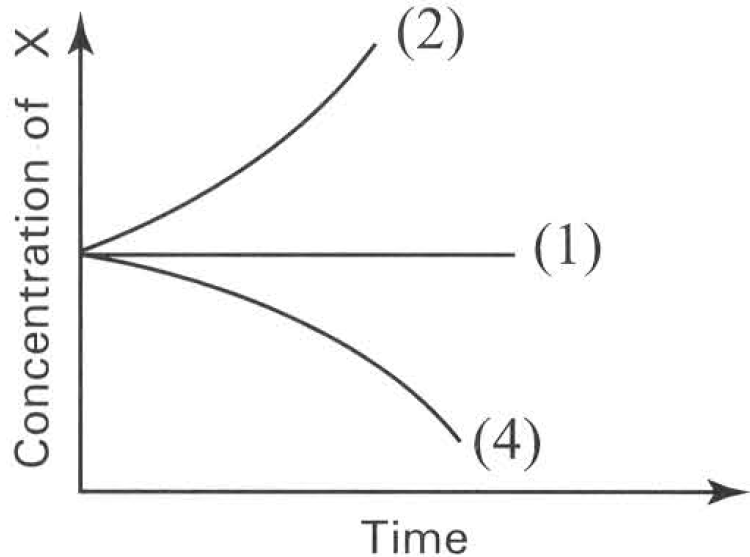 Concentration of X
(2)
(1)
(4)
Time